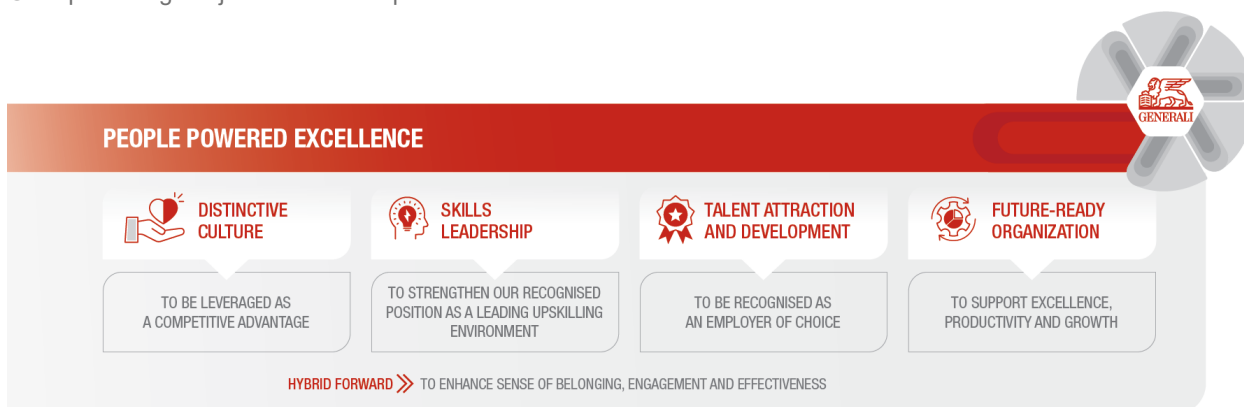 GENERALI
PEOPLE POWERED EXCELLENCE
DISTINCTIVE
CULTURE
TO BE LEVERAGED AS
A COMPETITIVE ADVANTAGE
SKILLS
LEADERSHIP
TO STRENGTHEN OUR RECOGNISED
POSITION AS A LEADING UPSKILLING
ENVIRONMENT
TALENT ATTRACTION
AND DEVELOPMENT
TO BE RECOGNISED AS
AN EMPLOYER OF CHOICE
FUTURE-READY
ORGANIZATION
TO SUPPORT EXCELLENCE,
PRODUCTIVITY AND GROWTH
HYBRID FORWARD TO ENHANCE SENSE OF BELONGING, ENGAGEMENT AND EFFECTIVENESS